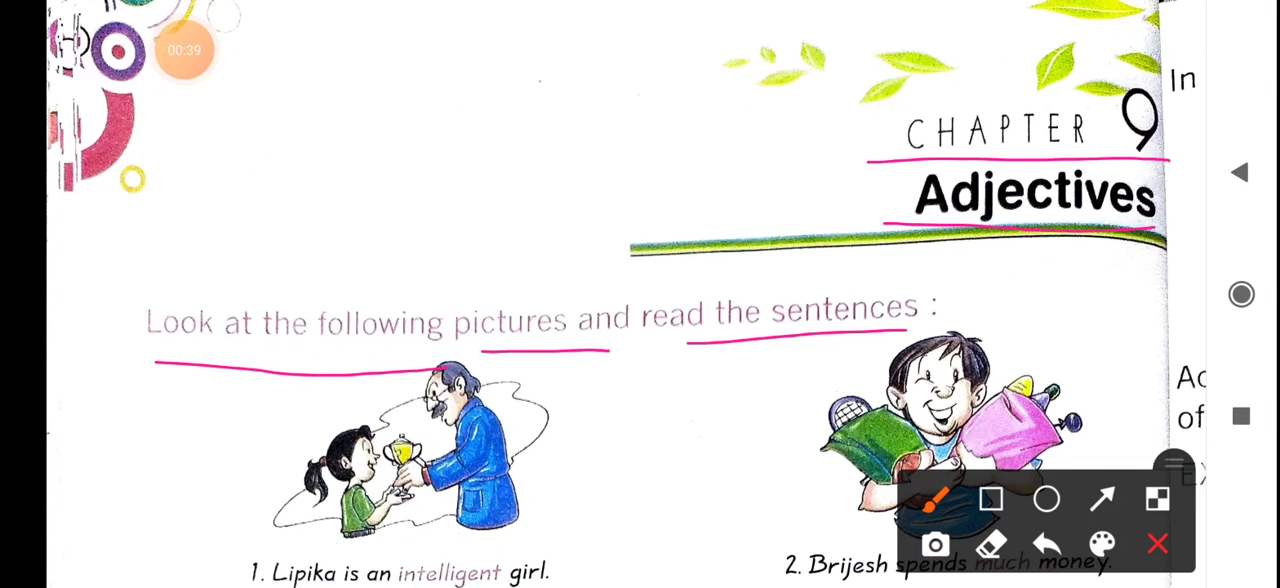 00:39
In
CHAPTER 9
Adjectives
Look at the following pictures and read the sentences :
of
1. Lipika is an intelligent girl.
2. Brijesh spends much money.